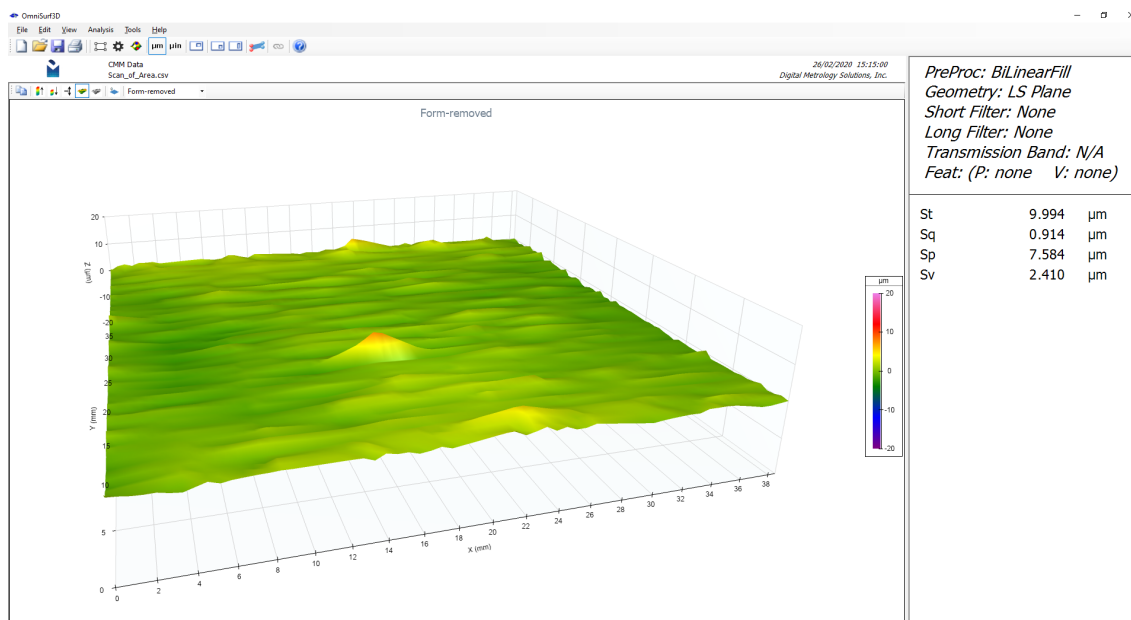 OmniSurf3D
File Edit View Analysis Tools Help
µm µin
CMM Data
Scan_of_Area.csv
26/02/2020 15:15:00
Digital Metrology Solutions, Inc.
Form-removed
Form-removed
PreProc: BiLinearFill
Geometry: LS Plane
Short Filter: None
Long Filter: None
Transmission Band: N/A
Feat: (P: none V: none)
St 9.994 µm
Sq 0.914 µm
Sp 7.584 µm
Sv 2.410 µm
20
10
0
-10
-20
Z (µm)
35
30
25
20
15
10
5
0
Y (mm)
0 2 4 6 8 10 12 14 16 18 20 22 24 26 28 30 32 34 36 38
X (mm)
µm
20
10
0
-10
-20